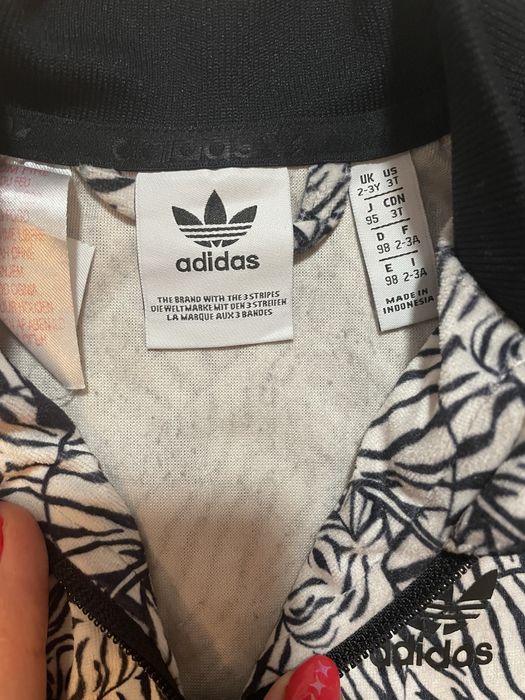 adidas
adidas
THE BRAND WITH THE 3 STRIPES
DIE WELTMARKE MIT DEN 3 STREIFEN
LA MARQUE AUX 3 BANDES
UK US
2-3Y 3T
J CDN
95 3T
D F
98 2-3A
E I
98 2-3A
MADE IN
INDONESIA
adidas